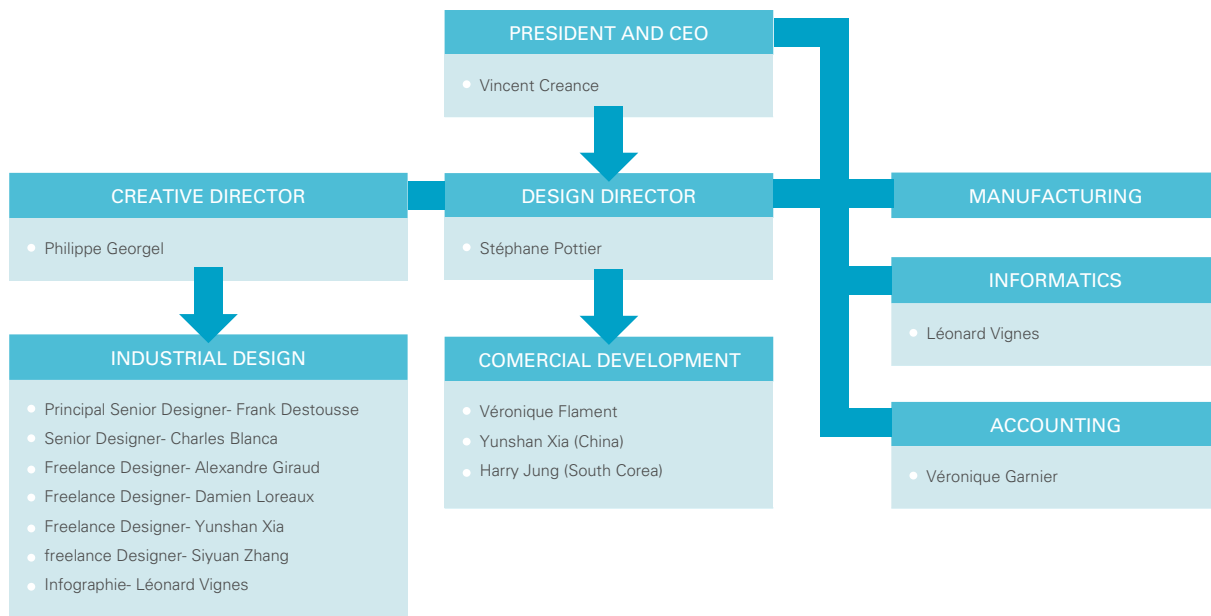 PRESIDENT AND CEO
Vincent Creance
CREATIVE DIRECTOR
Philippe Georgel
DESIGN DIRECTOR
Stéphane Pottier
MANUFACTURING
INFORMATICS
Léonard Vignes
INDUSTRIAL DESIGN
Principal Senior Designer- Frank Destousse
Senior Designer- Charles Blanca
Freelance Designer- Alexandre Giraud
Freelance Designer- Damien Loreaux
Freelance Designer- Yunshan Xia
freelance Designer- Siyuan Zhang
Infographie- Léonard Vignes
COMERCIAL DEVELOPMENT
Véronique Flament
Yunshan Xia (China)
Harry Jung (South Corea)
ACCOUNTING
Véronique Garnier